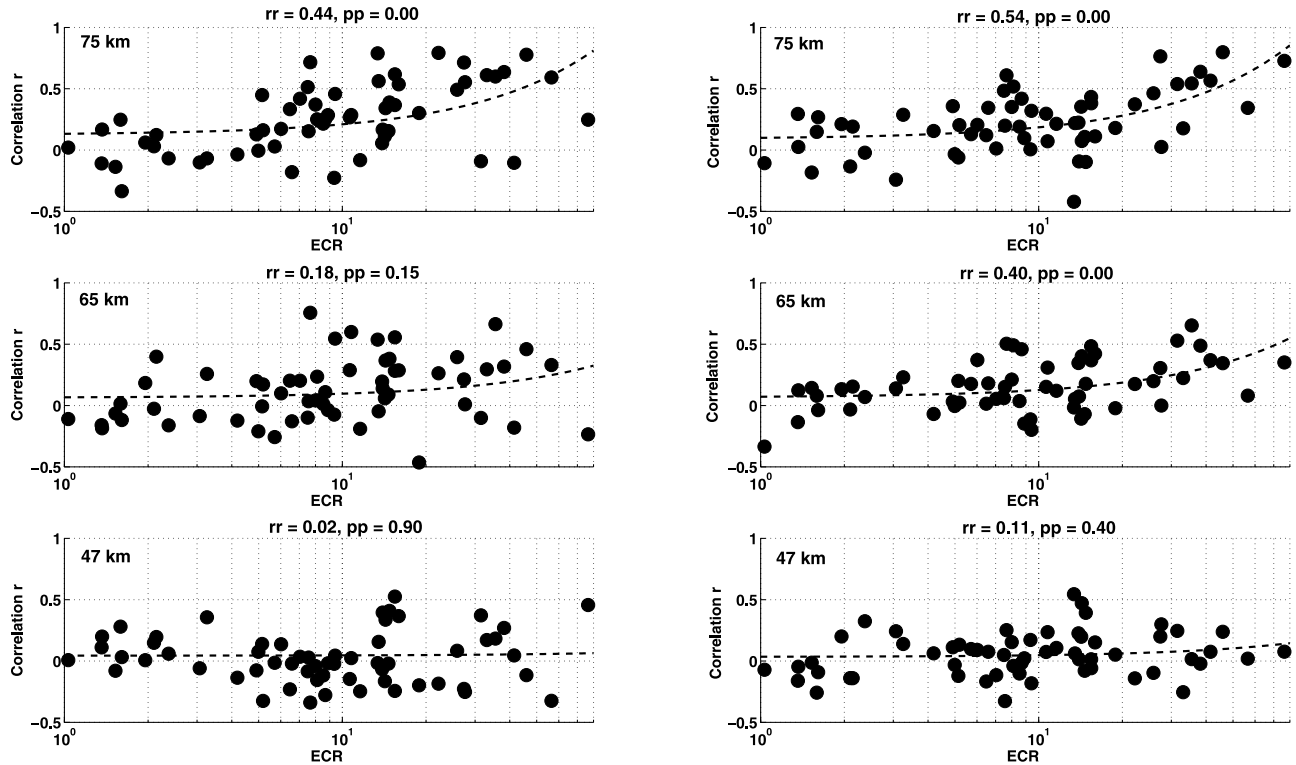 rr = 0.44, pp = 0.00
75 km
Correlation r
1
0.5
0
−0.5
10^0
10^1
ECR
rr = 0.54, pp = 0.00
75 km
Correlation r
1
0.5
0
−0.5
10^0
10^1
ECR
rr = 0.18, pp = 0.15
65 km
Correlation r
1
0.5
0
−0.5
10^0
10^1
ECR
rr = 0.40, pp = 0.00
65 km
Correlation r
1
0.5
0
−0.5
10^0
10^1
ECR
rr = 0.02, pp = 0.90
47 km
Correlation r
1
0.5
0
−0.5
10^0
10^1
ECR
rr = 0.11, pp = 0.40
47 km
Correlation r
1
0.5
0
−0.5
10^0
10^1
ECR